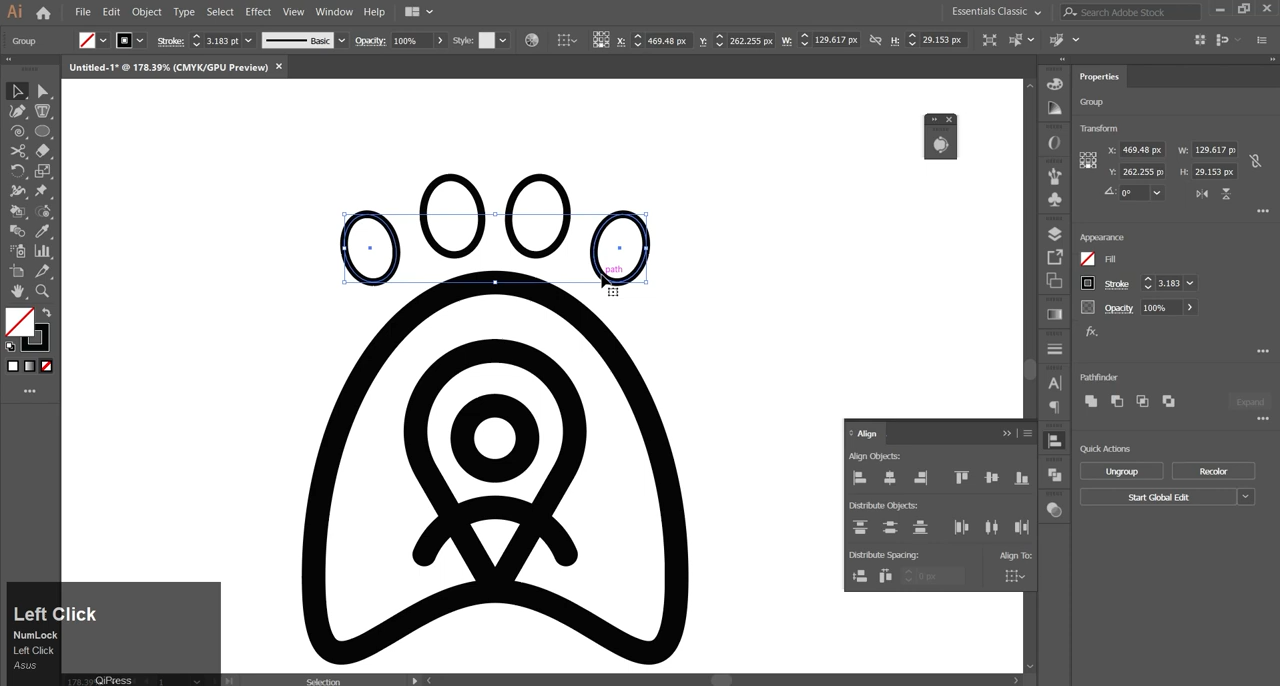 Ai File Edit Object Type Select Effect View Window Help Essentials Classic Search Adobe Stock
Group Stroke: 3.183 pt Basic Opacity: 100% Style: X: 469.48 px Y: 262.255 px W: 129.617 px H: 29.153 px
Untitled-1* @ 178.39% (CMYK/GPU Preview)
Properties
Group
Transform
X: 469.48 px W: 129.617 p
Y: 262.255 p H: 29.153 px
0°
Appearance
Fill
Stroke 3.183
Opacity 100%
fx.
Pathfinder
Expand
Quick Actions
Ungroup Recolor
Start Global Edit
path
Align
Align Objects:
Distribute Objects:
Distribute Spacing: Align To:
0 px
Left Click
NumLock
Left Click
Asus
QiPress
178.39% 1 Selection